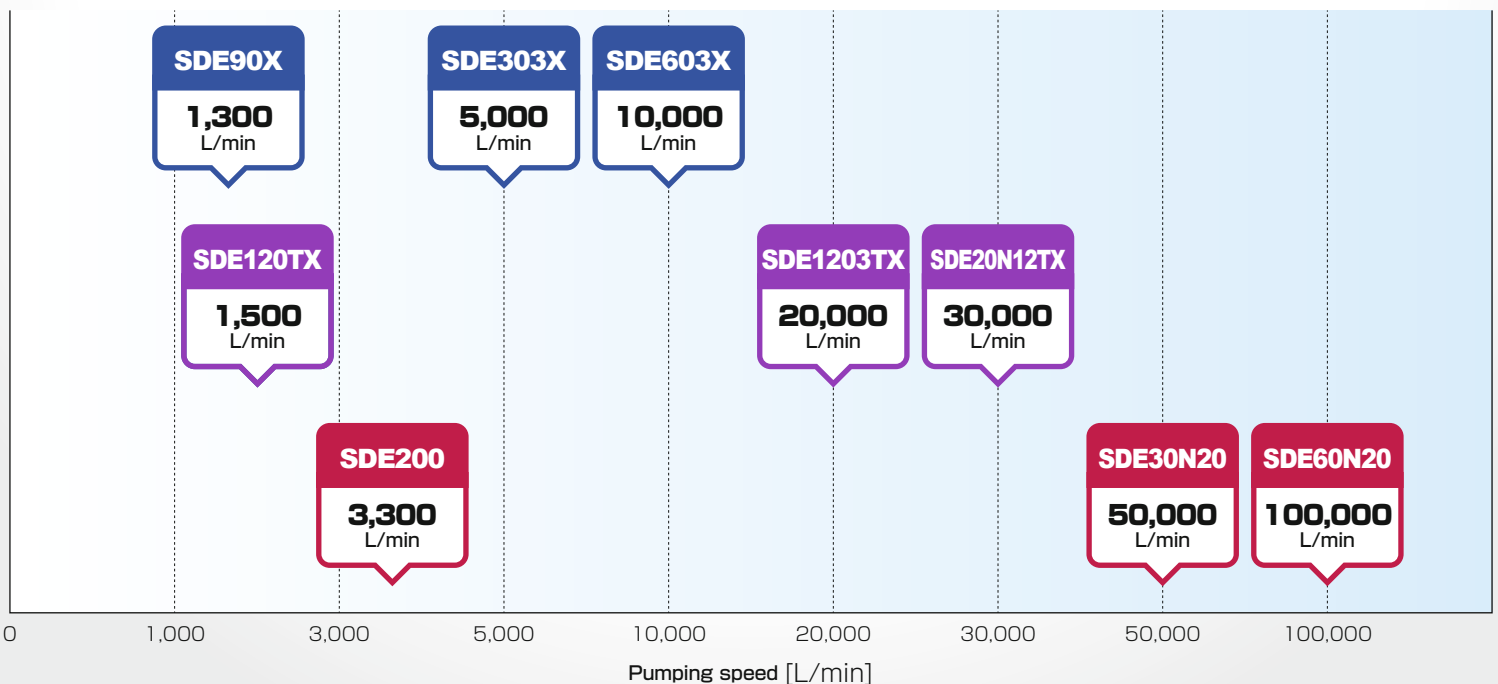 SDE90X
1,300
L/min
SDE303X
5,000
L/min
SDE603X
10,000
L/min
SDE120TX
1,500
L/min
SDE1203TX
20,000
L/min
SDE20N12TX
30,000
L/min
SDE200
3,300
L/min
SDE30N20
50,000
L/min
SDE60N20
100,000
L/min
0 1,000 3,000 5,000 10,000 20,000 30,000 50,000 100,000
Pumping speed [L/min]